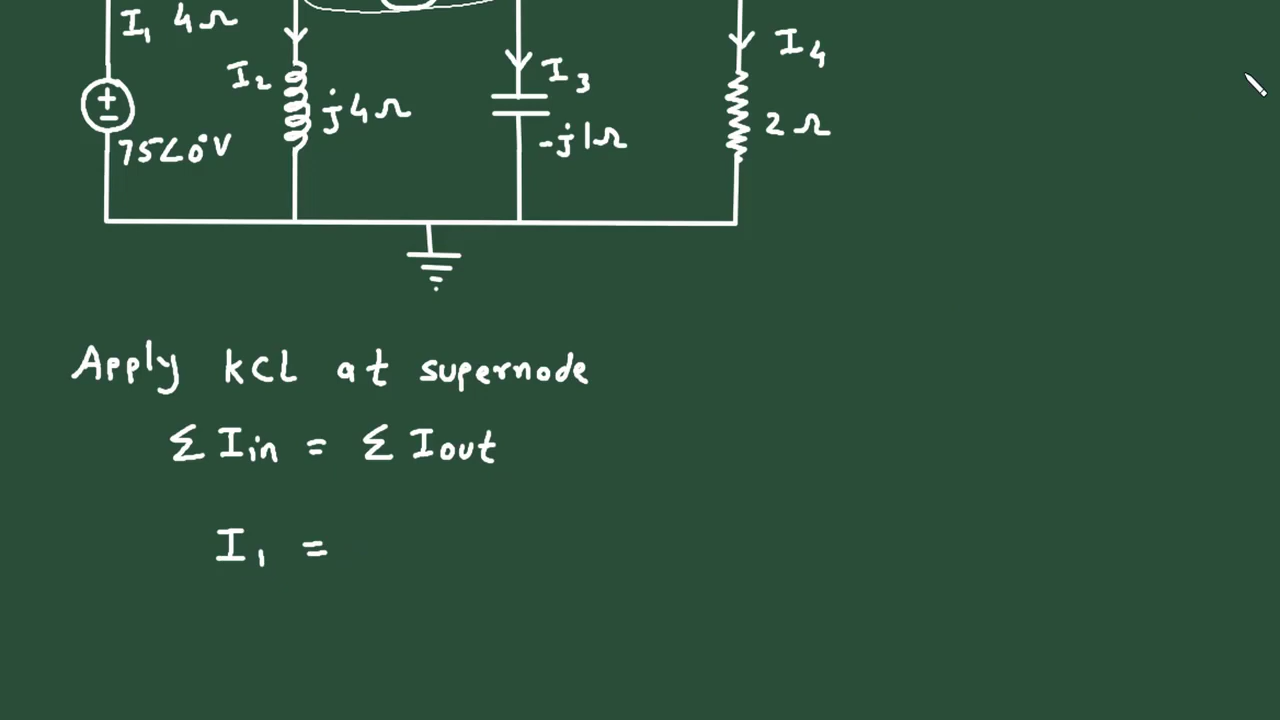 I₁ 4Ω
I₄
I₂
I₃
+
-
j4Ω
2Ω
75∠0°V
-j1Ω
Apply KCL at supernode
Σ Iin = Σ Iout
I₁ =